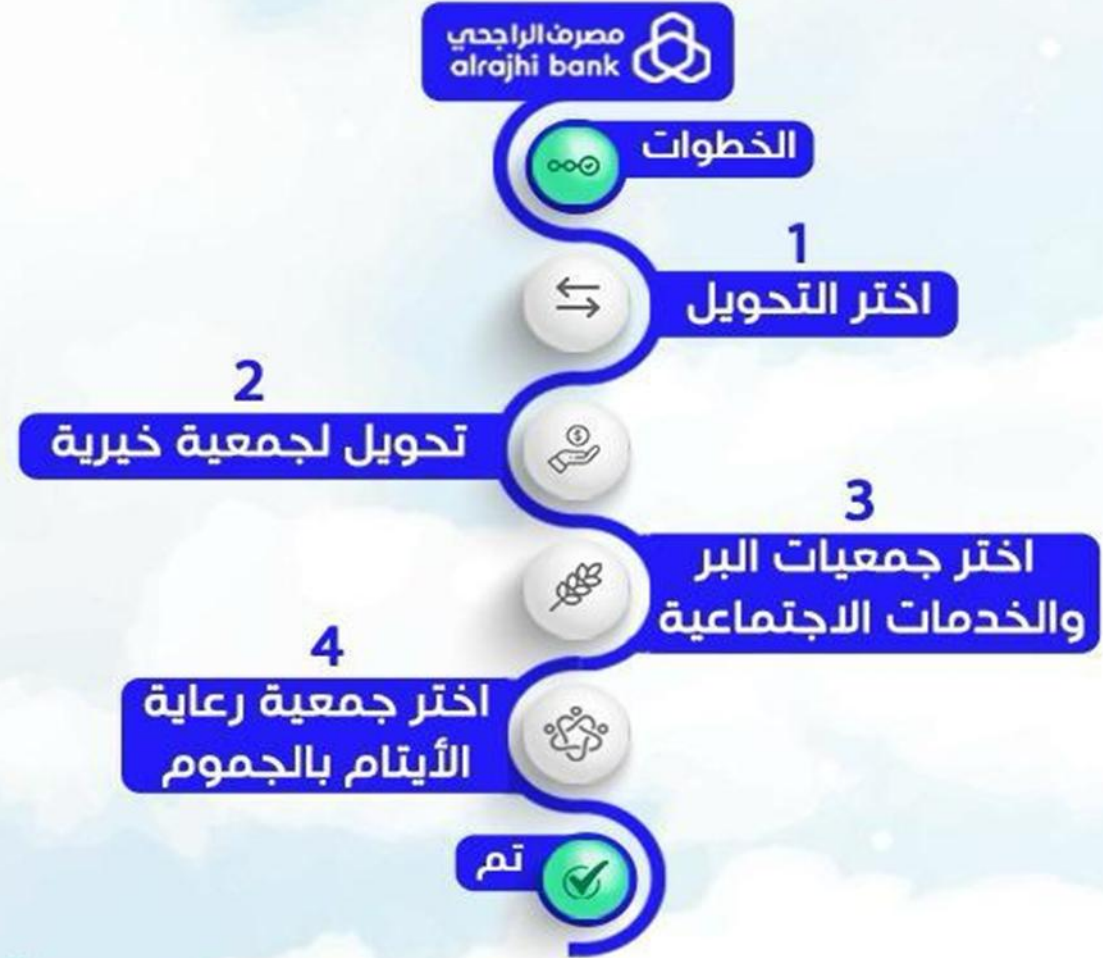 مصرف الراجحي
alrajhi bank
الخطوات
1
اختر التحويل
2
تحويل لجمعية خيرية
3
اختر جمعيات البر
والخدمات الاجتماعية
4
اختر جمعية رعاية
الأيتام بالجموم
تم